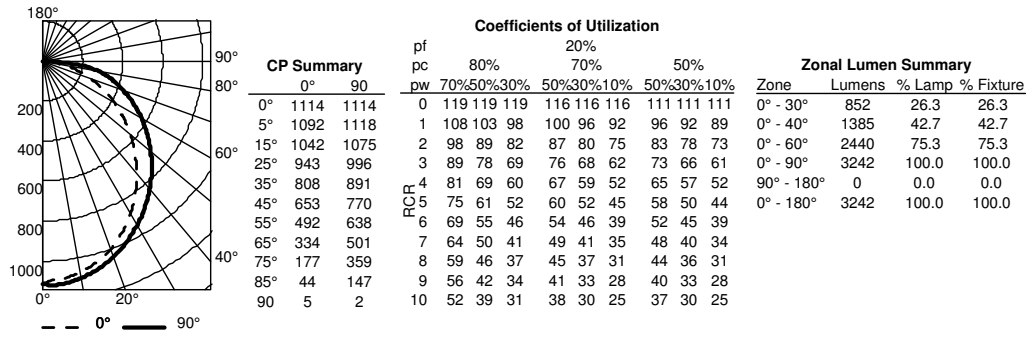 180°
90°
80°
60°
40°
200
400
600
800
1000
0° 20°
0° 90°
CP Summary
0° 90
0° 1114 1114
5° 1092 1118
15° 1042 1075
25° 943 996
35° 808 891
45° 653 770
55° 492 638
65° 334 501
75° 177 359
85° 44 147
90 5 2
Coefficients of Utilization
pf 20%
pc 80% 70% 50%
pw 70%50%30% 50%30%10% 50%30%10%
RCR
0 119 119 119 116 116 116 111 111 111
1 108 103 98 100 96 92 96 92 89
2 98 89 82 87 80 75 83 78 73
3 89 78 69 76 68 62 73 66 61
4 81 69 60 67 59 52 65 57 52
5 75 61 52 60 52 45 58 50 44
6 69 55 46 54 46 39 52 45 39
7 64 50 41 49 41 35 48 40 34
8 59 46 37 45 37 31 44 36 31
9 56 42 34 41 33 28 40 33 28
10 52 39 31 38 30 25 37 30 25
Zonal Lumen Summary
Zone Lumens % Lamp % Fixture
0° - 30° 852 26.3 26.3
0° - 40° 1385 42.7 42.7
0° - 60° 2440 75.3 75.3
0° - 90° 3242 100.0 100.0
90° - 180° 0 0.0 0.0
0° - 180° 3242 100.0 100.0